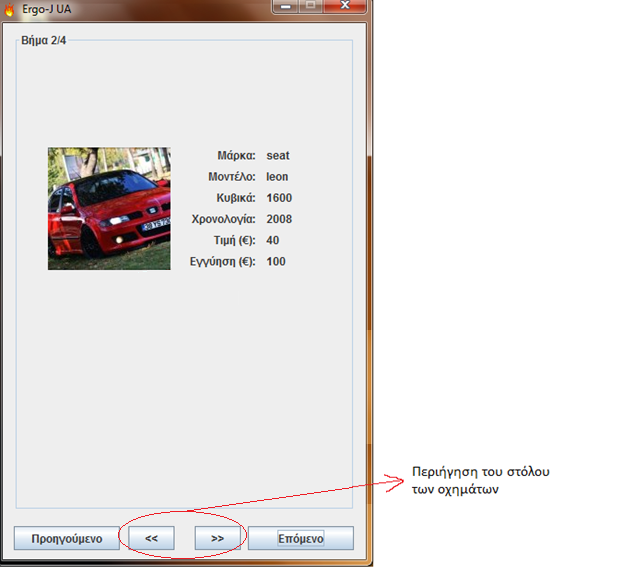 Ergo-J UA
Βήμα 2/4
Μάρκα: seat
Μοντέλο: leon
Κυβικά: 1600
Χρονολογία: 2008
Τιμή (€): 40
Εγγύηση (€): 100
Περιήγηση του στόλου
των οχημάτων
Προηγούμενο << >> Επόμενο